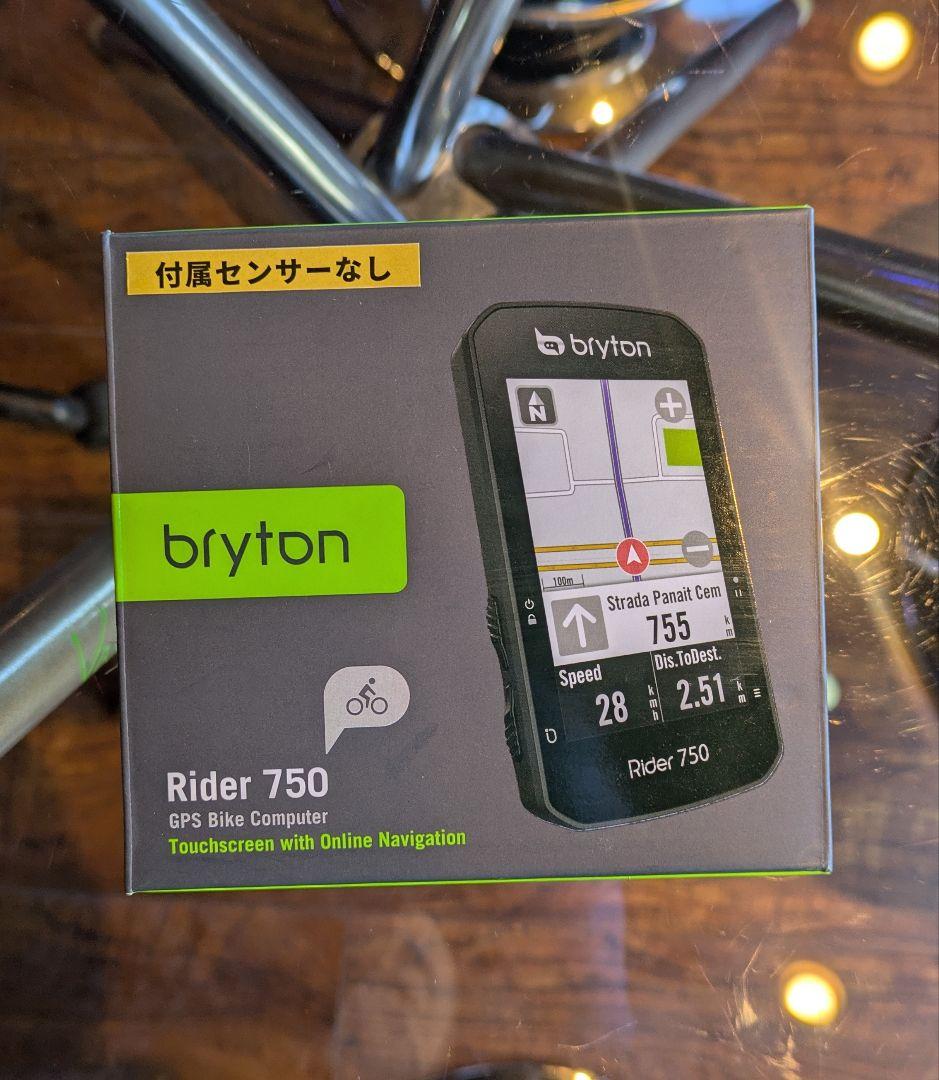 付属センサーなし
bryton
bryton
N
100m
Strada Panait Cem
755 km
Speed
28 kmh
Dis.ToDest.
2.51 km
Rider 750
Rider 750
GPS Bike Computer
Touchscreen with Online Navigation